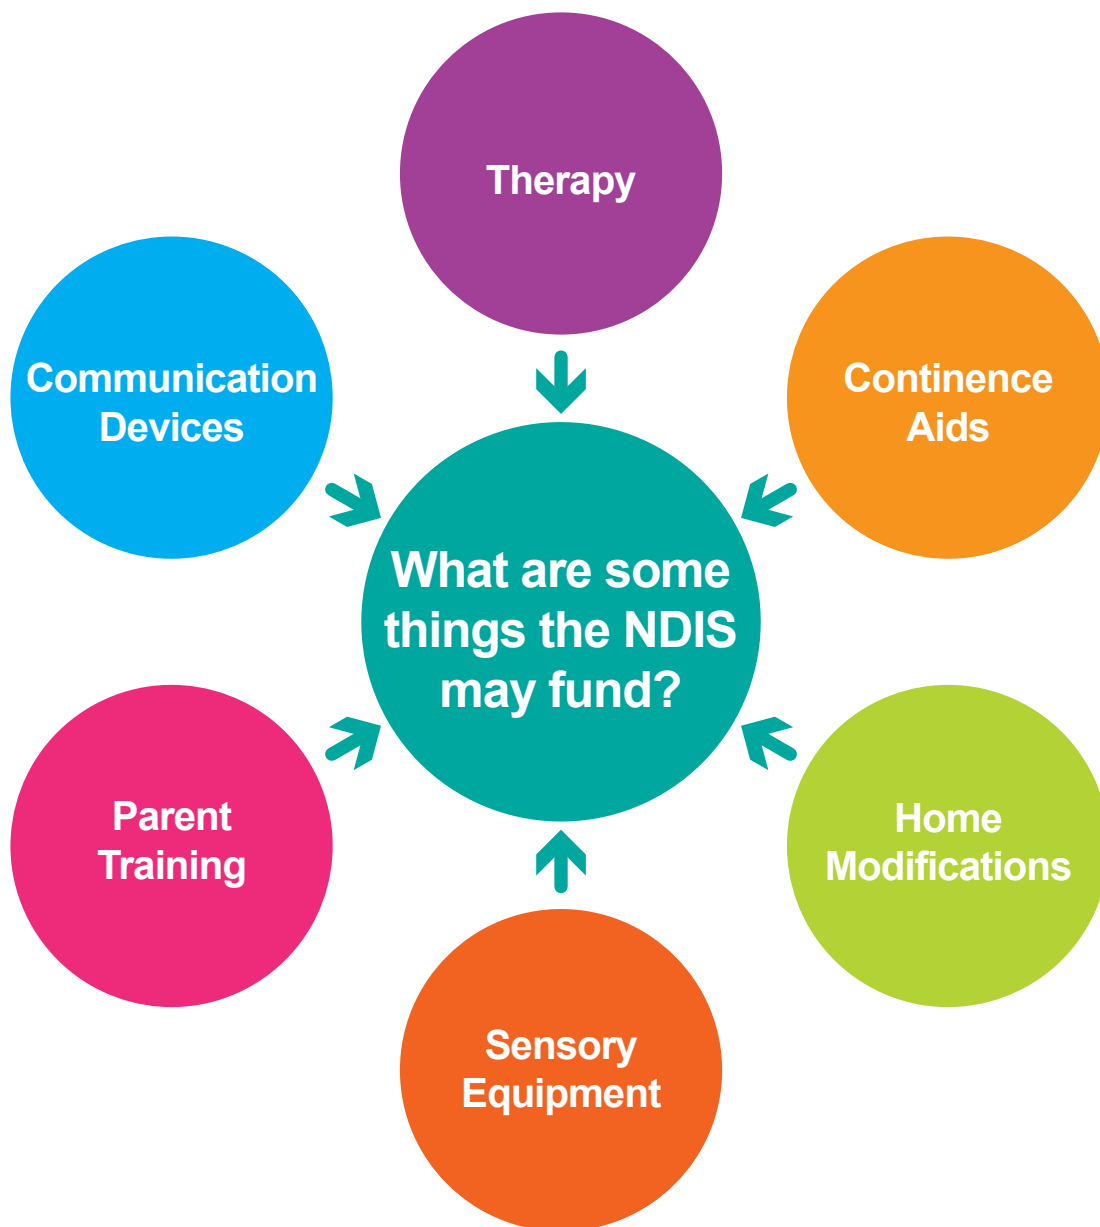 Therapy
Communication
Devices
Continence
Aids
What are some
things the NDIS
may fund?
Parent
Training
Home
Modifications
Sensory
Equipment